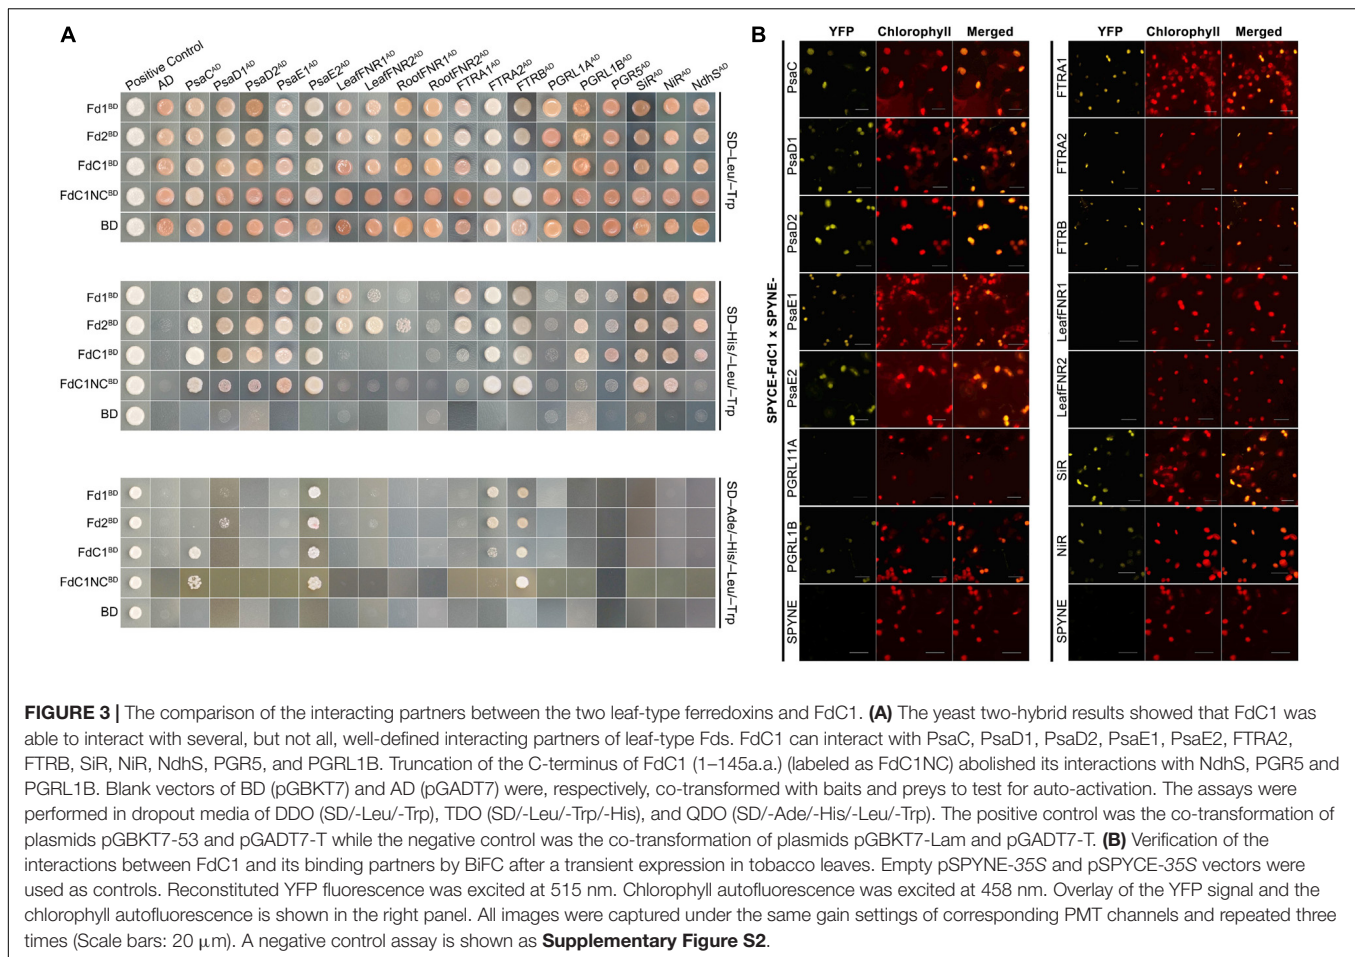 A
Positive Control
AD
PsaC^AD
PsaD1^AD
PsaD2^AD
PsaE1^AD
PsaE2^AD
LeafFNR1^AD
LeafFNR2^AD
RootFNR1^AD
RootFNR2^AD
FTRA1^AD
FTRA2^AD
FTRB^AD
PGRL1A^AD
PGRL1B^AD
PGR5^AD
SiR^AD
NiR^AD
NdhS^AD
Fd1^BD
Fd2^BD
FdC1^BD
FdC1NC^BD
BD
SD–Leu/–Trp
Fd1^BD
Fd2^BD
FdC1^BD
FdC1NC^BD
BD
SD–His/–Leu/–Trp
Fd1^BD
Fd2^BD
FdC1^BD
FdC1NC^BD
BD
SD–Ade/–His/–Leu/–Trp
B
YFP Chlorophyll Merged
SPYCE-FdC1 x SPYNE-
PsaC
PsaD1
PsaD2
PsaE1
PsaE2
PGRL11A
PGRL1B
SPYNE
YFP Chlorophyll Merged
FTRA1
FTRA2
FTRB
LeafFNR1
LeafFNR2
SiR
NiR
SPYNE
FIGURE 3 | The comparison of the interacting partners between the two leaf-type ferredoxins and FdC1. (A) The yeast two-hybrid results showed that FdC1 was
able to interact with several, but not all, well-defined interacting partners of leaf-type Fds. FdC1 can interact with PsaC, PsaD1, PsaD2, PsaE1, PsaE2, FTRA2,
FTRB, SiR, NiR, NdhS, PGR5, and PGRL1B. Truncation of the C-terminus of FdC1 (1–145a.a.) (labeled as FdC1NC) abolished its interactions with NdhS, PGR5 and
PGRL1B. Blank vectors of BD (pGBKT7) and AD (pGADT7) were, respectively, co-transformed with baits and preys to test for auto-activation. The assays were
performed in dropout media of DDO (SD/-Leu/-Trp), TDO (SD/-Leu/-Trp/-His), and QDO (SD/-Ade/-His/-Leu/-Trp). The positive control was the co-transformation of
plasmids pGBKT7-53 and pGADT7-T while the negative control was the co-transformation of plasmids pGBKT7-Lam and pGADT7-T. (B) Verification of the
interactions between FdC1 and its binding partners by BiFC after a transient expression in tobacco leaves. Empty pSPYNE-35S and pSPYCE-35S vectors were
used as controls. Reconstituted YFP fluorescence was excited at 515 nm. Chlorophyll autofluorescence was excited at 458 nm. Overlay of the YFP signal and the
chlorophyll autofluorescence is shown in the right panel. All images were captured under the same gain settings of corresponding PMT channels and repeated three
times (Scale bars: 20 μm). A negative control assay is shown as Supplementary Figure S2.